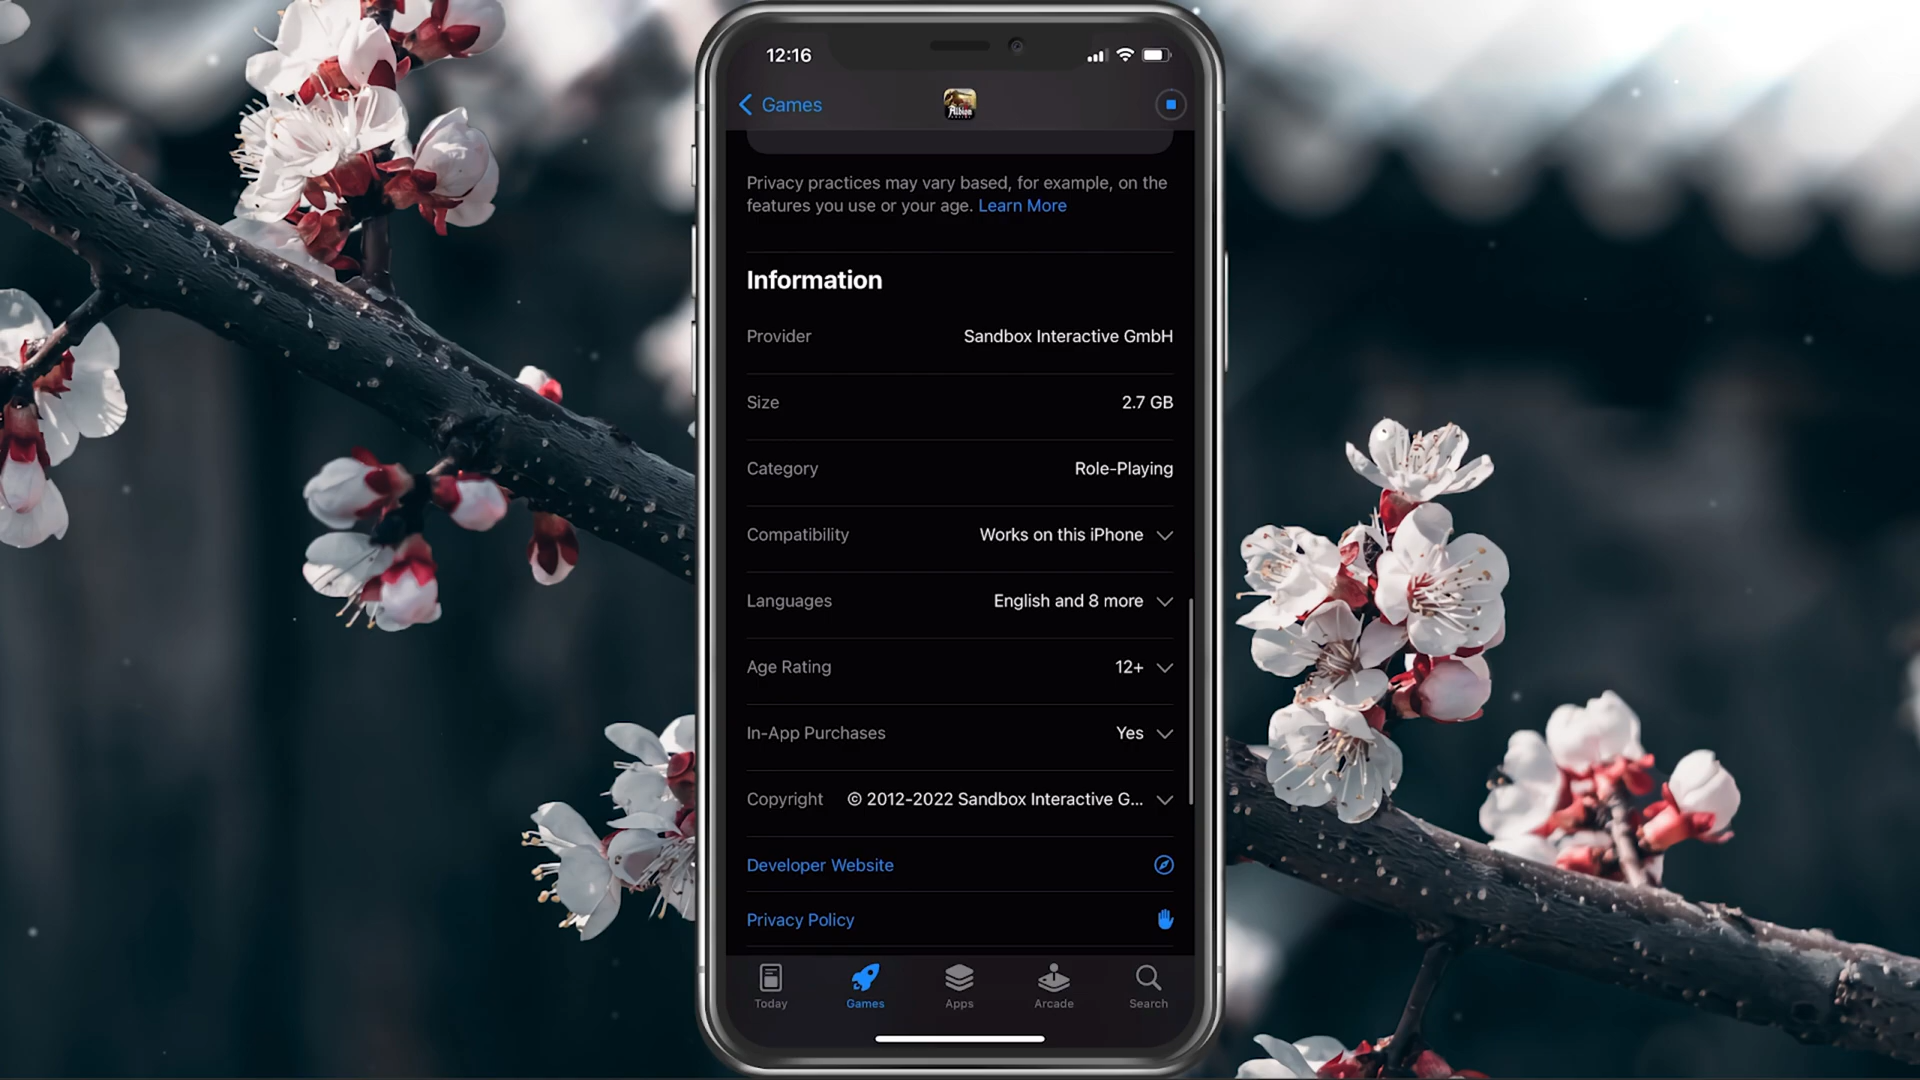 12:16
Games
Albion
Privacy practices may vary based, for example, on the
features you use or your age. Learn More
Information
Provider Sandbox Interactive GmbH
Size 2.7 GB
Category Role-Playing
Compatibility Works on this iPhone
Languages English and 8 more
Age Rating 12+
In-App Purchases Yes
Copyright © 2012-2022 Sandbox Interactive G...
Developer Website
Privacy Policy
Today Games Apps Arcade Search